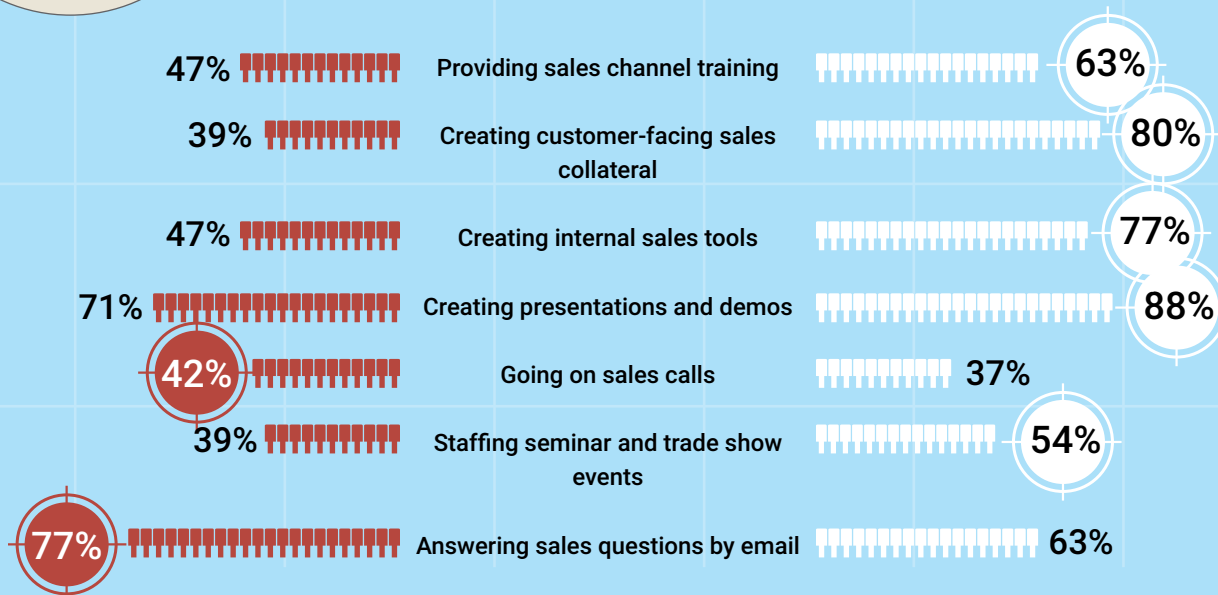 47% Providing sales channel training 63%
39% Creating customer-facing sales 80%
collateral
47% Creating internal sales tools 77%
71% Creating presentations and demos 88%
42% Going on sales calls 37%
39% Staffing seminar and trade show 54%
events
77% Answering sales questions by email 63%